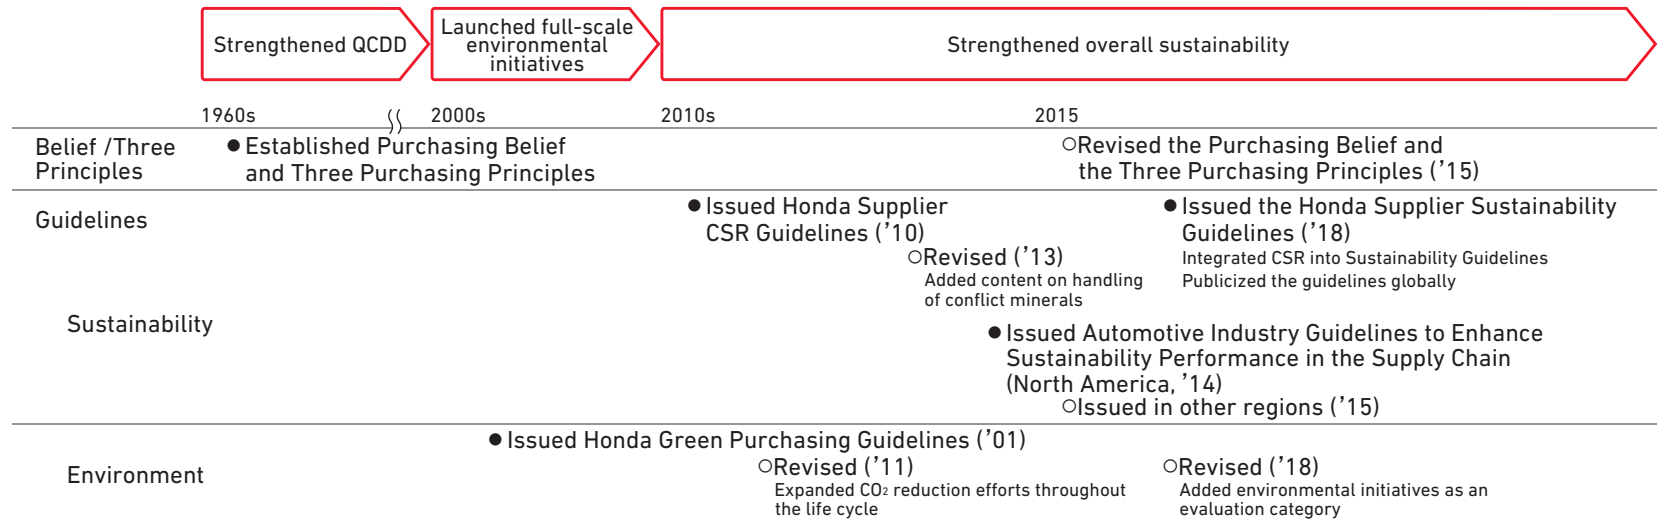 Strengthened QCDD
Launched full-scale
environmental
initiatives
Strengthened overall sustainability
1960s
2000s
2010s
2015
Belief /Three
Principles
● Established Purchasing Belief
and Three Purchasing Principles
○Revised the Purchasing Belief and
the Three Purchasing Principles (’15)
Guidelines
● Issued Honda Supplier
CSR Guidelines (’10)
○Revised (’13)
Added content on handling
of conflict minerals
● Issued the Honda Supplier Sustainability
Guidelines (’18)
Integrated CSR into Sustainability Guidelines
Publicized the guidelines globally
Sustainability
● Issued Automotive Industry Guidelines to Enhance
Sustainability Performance in the Supply Chain
(North America, ’14)
○Issued in other regions (’15)
Environment
● Issued Honda Green Purchasing Guidelines (’01)
○Revised (’11)
Expanded CO₂ reduction efforts throughout
the life cycle
○Revised (’18)
Added environmental initiatives as an
evaluation category